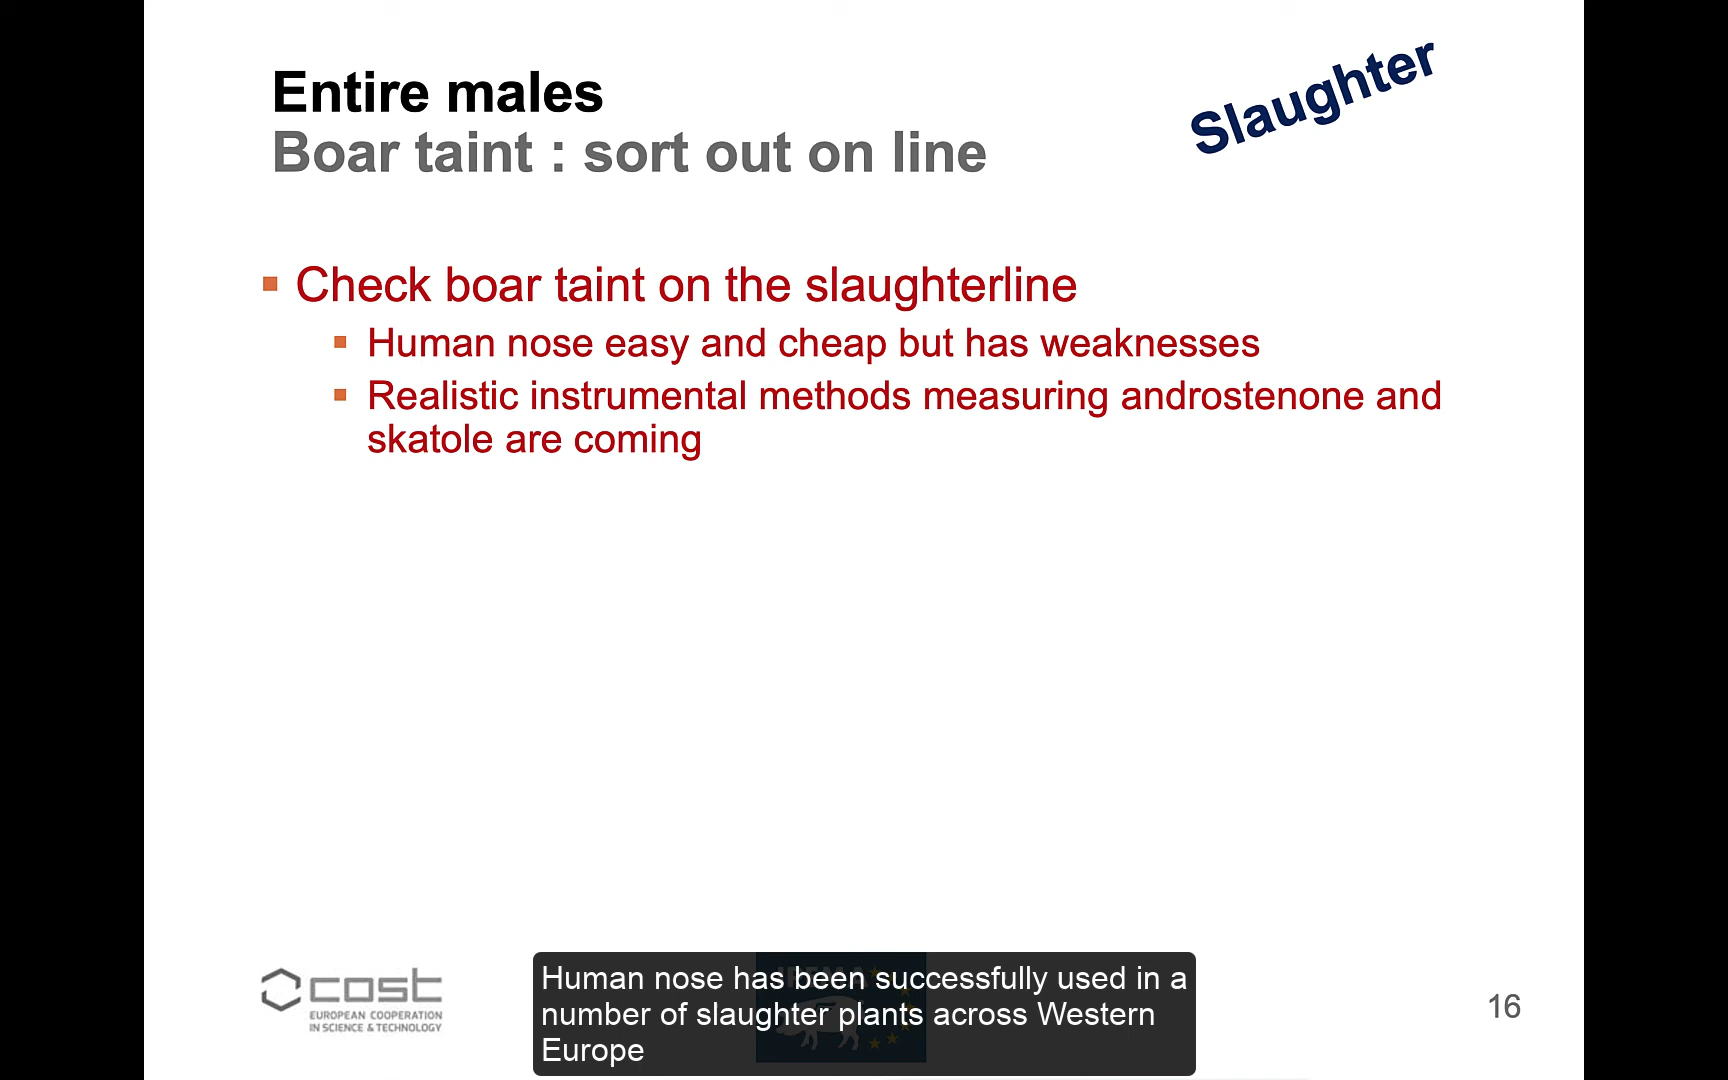 Entire males
Slaughter
Boar taint : sort out on line
Check boar taint on the slaughterline
Human nose easy and cheap but has weaknesses
Realistic instrumental methods measuring androstenone and
skatole are coming
cost
EUROPEAN COOPERATION
IN SCIENCE & TECHNOLOGY
Human nose has been successfully used in a
number of slaughter plants across Western
Europe
16